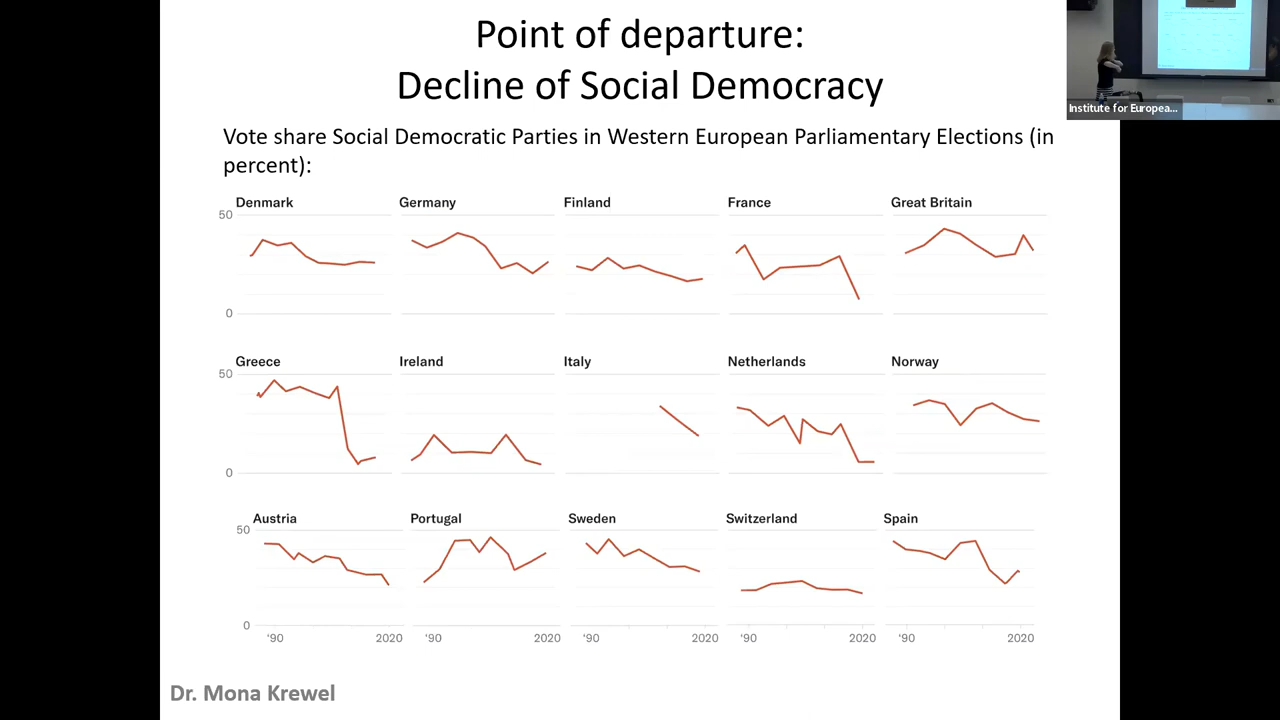 Point of departure:
Decline of Social Democracy
Institute for Europea...
Vote share Social Democratic Parties in Western European Parliamentary Elections (in
percent):
Denmark
Germany
Finland
France
Great Britain
50
0
Greece
Ireland
Italy
Netherlands
Norway
50
0
Austria
Portugal
Sweden
Switzerland
Spain
50
0
'90
2020
'90
2020
'90
2020
'90
2020
'90
2020
Dr. Mona Krewel